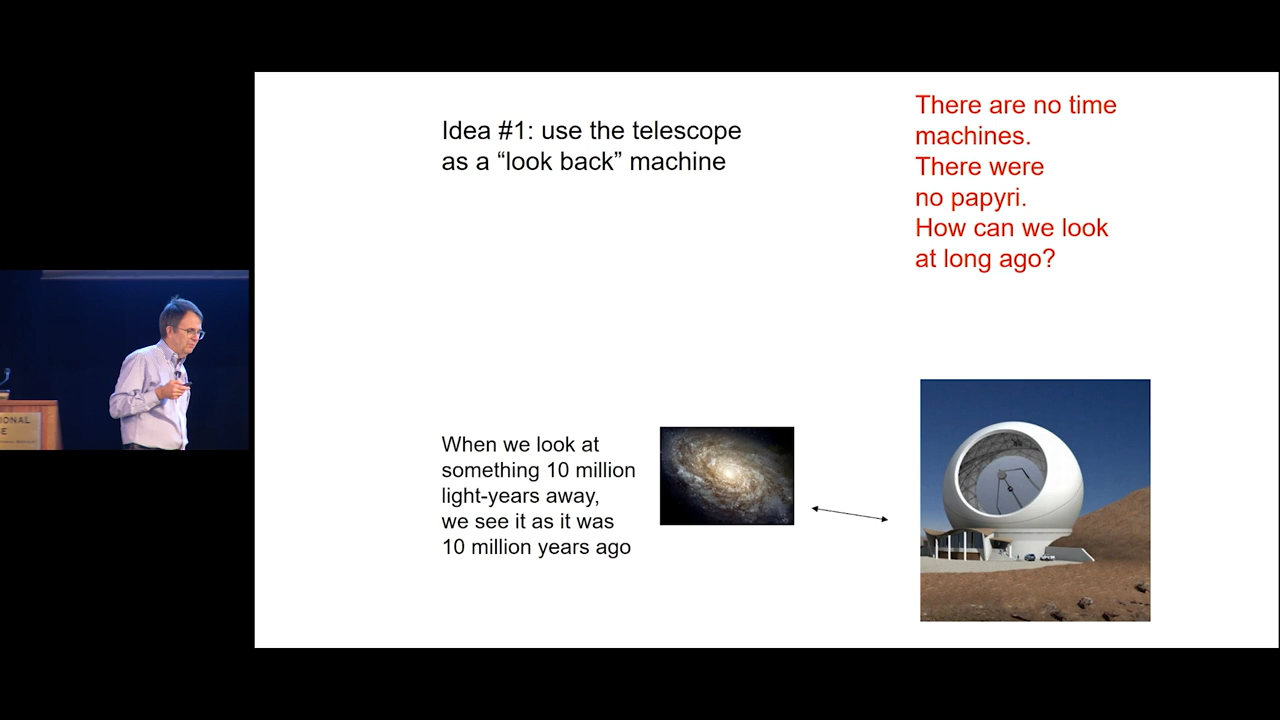 Idea #1: use the telescope
as a “look back” machine
There are no time
machines.
There were
no papyri.
How can we look
at long ago?
When we look at
something 10 million
light-years away,
we see it as it was
10 million years ago
IONAL